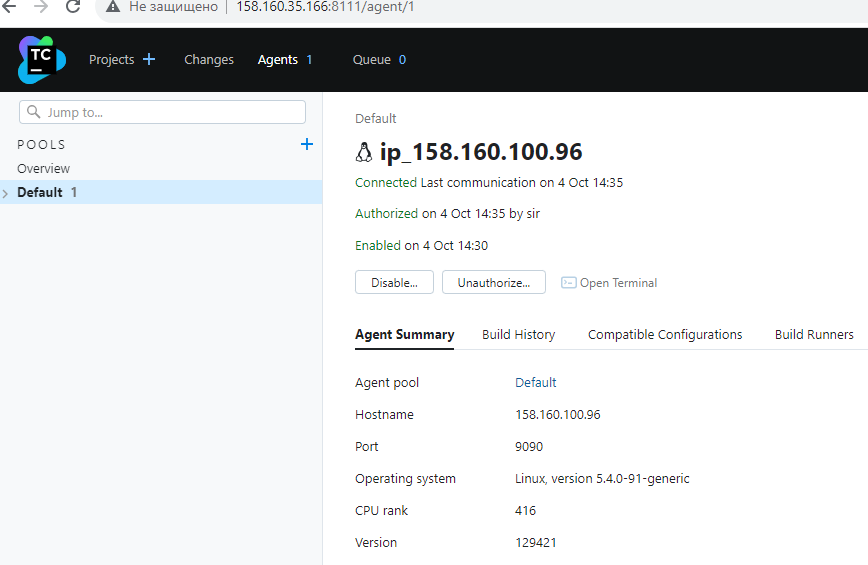 Не защищено 158.160.35.166:8111/agent/1
TC
Projects Changes Agents 1 Queue 0
Jump to...
POOLS
Overview
Default 1
Default
ip_158.160.100.96
Connected Last communication on 4 Oct 14:35
Authorized on 4 Oct 14:35 by sir
Enabled on 4 Oct 14:30
Disable... Unauthorize... Open Terminal
Agent Summary Build History Compatible Configurations Build Runners
Agent pool Default
Hostname 158.160.100.96
Port 9090
Operating system Linux, version 5.4.0-91-generic
CPU rank 416
Version 129421